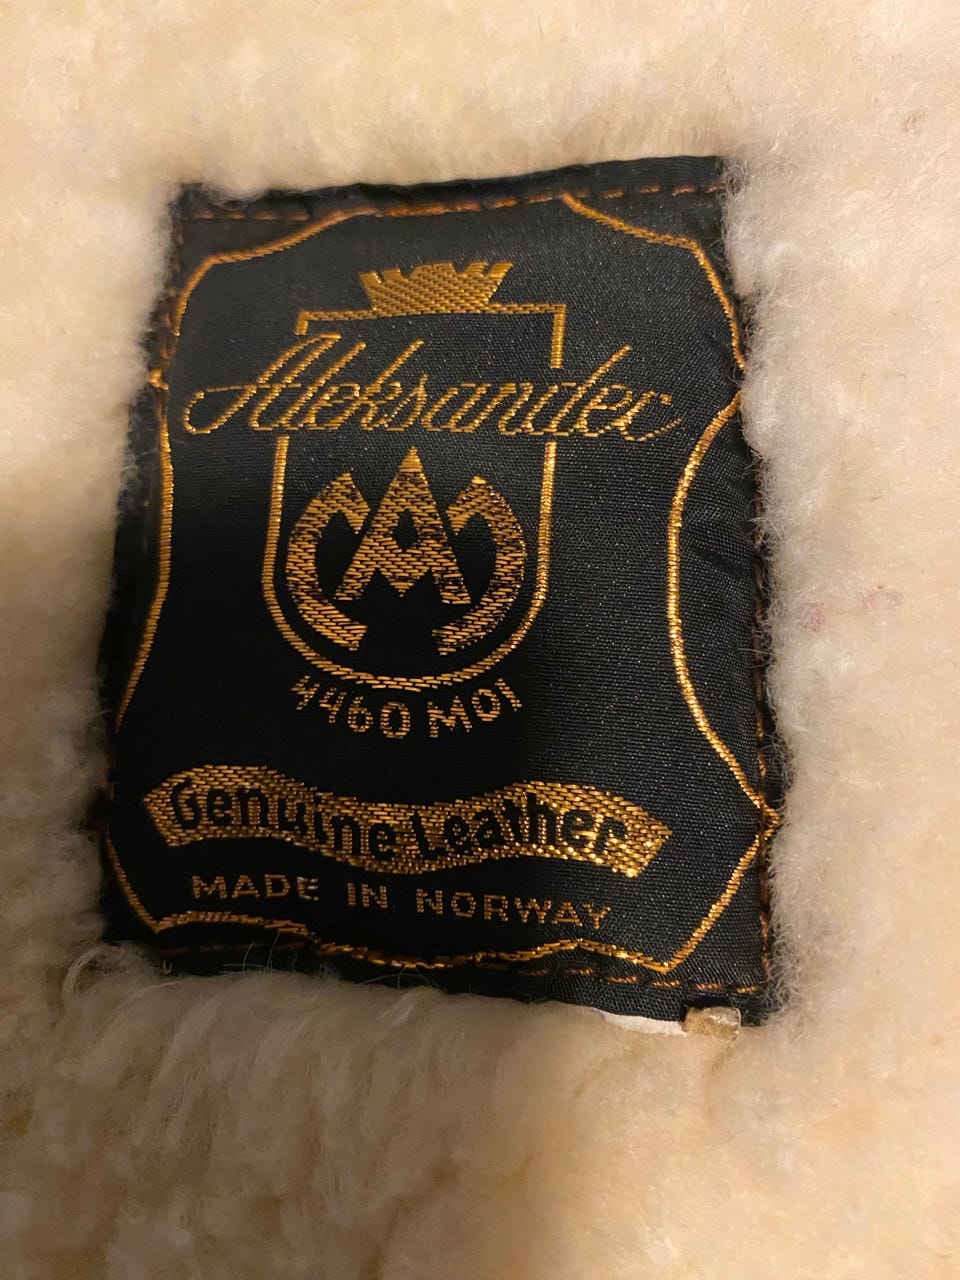 Aleksander
4460 MOI
Genuine Leather
MADE IN NORWAY